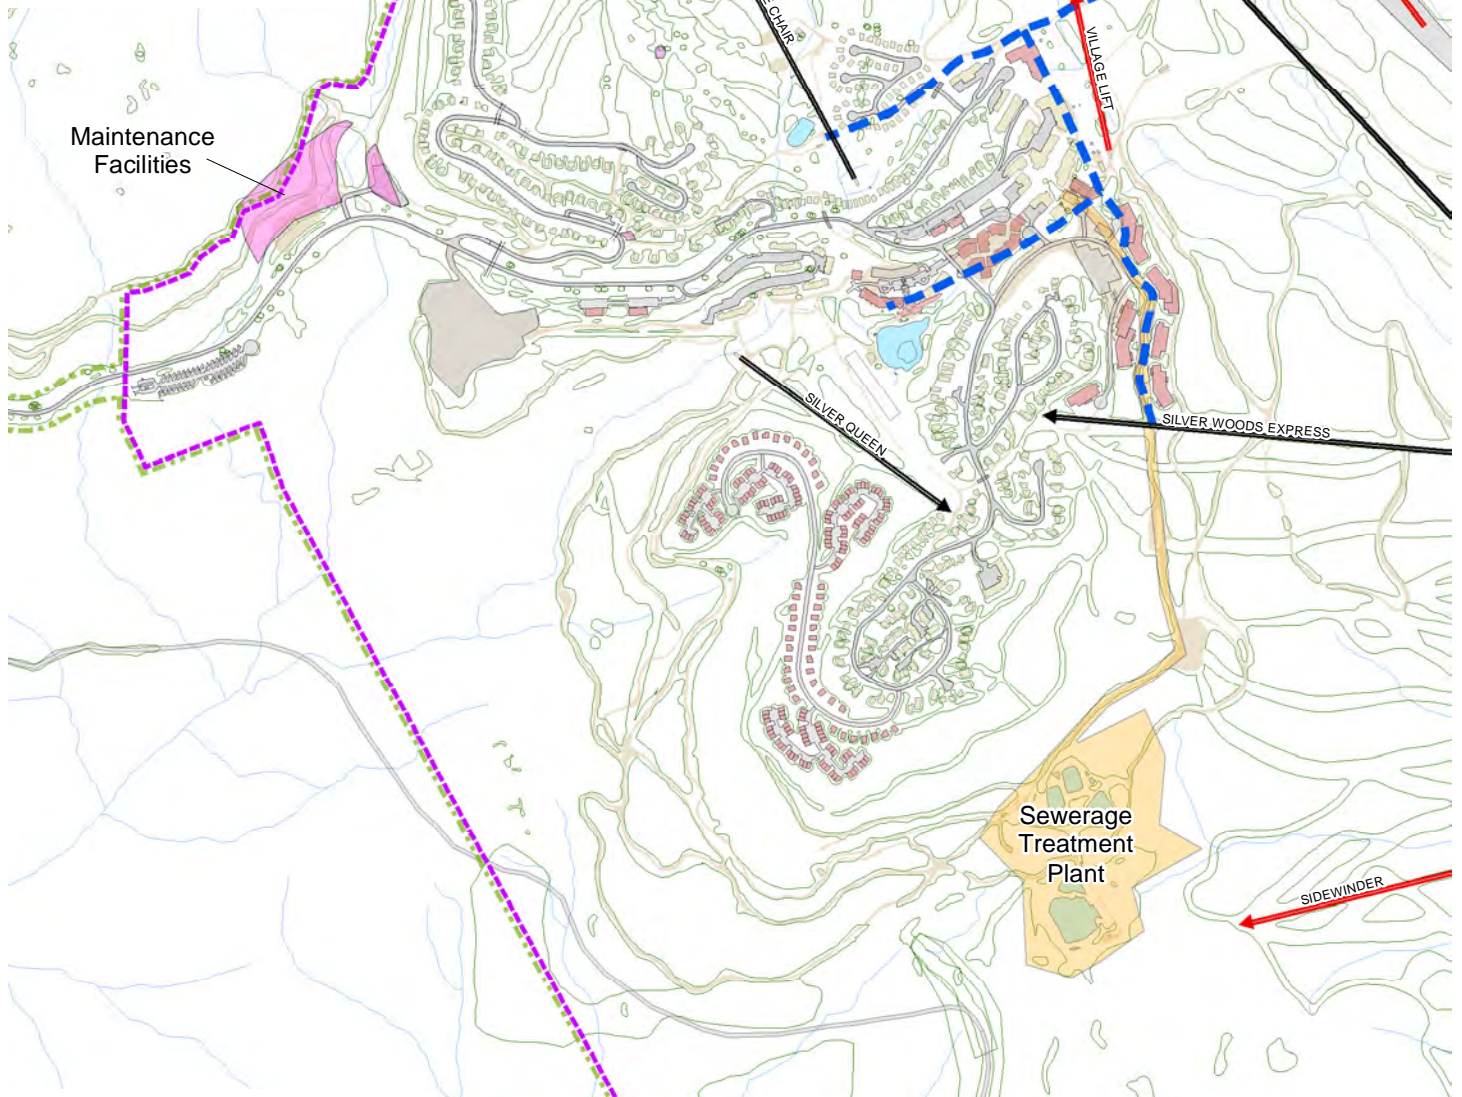 E CHAIR
VILLAGE LIFT
Maintenance
Facilities
SILVER QUEEN
SILVER WOODS EXPRESS
Sewerage
Treatment
Plant
SIDEWINDER